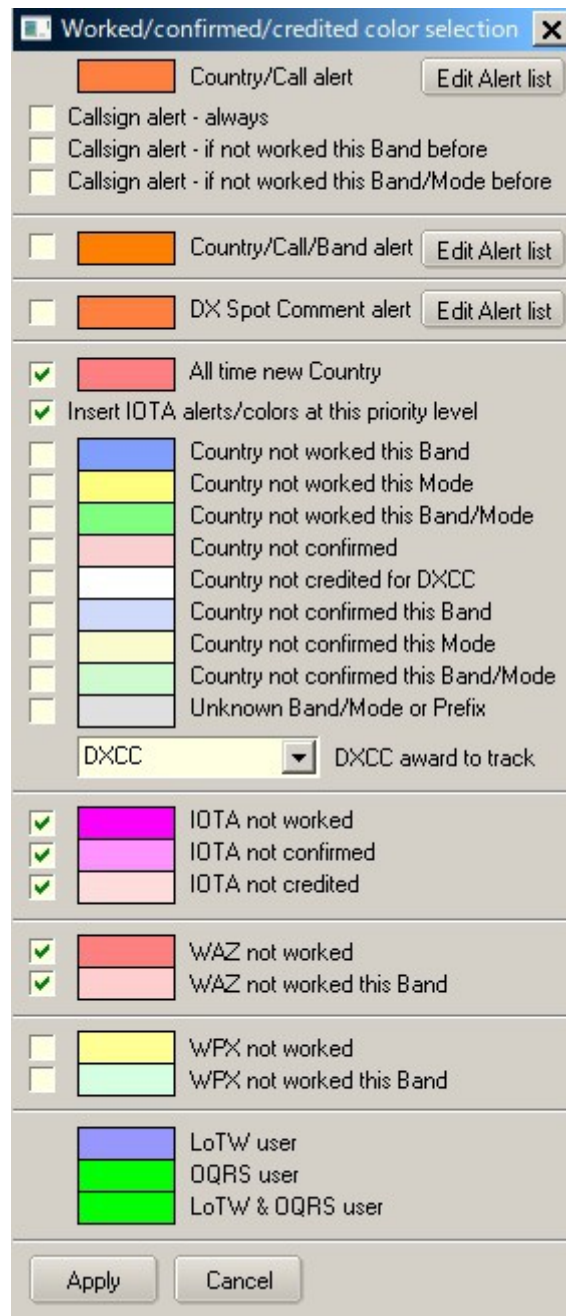 Worked/confirmed/credited color selection
Country/Call alert Edit Alert list
Callsign alert - always
Callsign alert - if not worked this Band before
Callsign alert - if not worked this Band/Mode before
Country/Call/Band alert Edit Alert list
DX Spot Comment alert Edit Alert list
All time new Country
Insert IOTA alerts/colors at this priority level
Country not worked this Band
Country not worked this Mode
Country not worked this Band/Mode
Country not confirmed
Country not credited for DXCC
Country not confirmed this Band
Country not confirmed this Mode
Country not confirmed this Band/Mode
Unknown Band/Mode or Prefix
DXCC DXCC award to track
IOTA not worked
IOTA not confirmed
IOTA not credited
WAZ not worked
WAZ not worked this Band
WPX not worked
WPX not worked this Band
LoTW user
OQRS user
LoTW & OQRS user
Apply Cancel